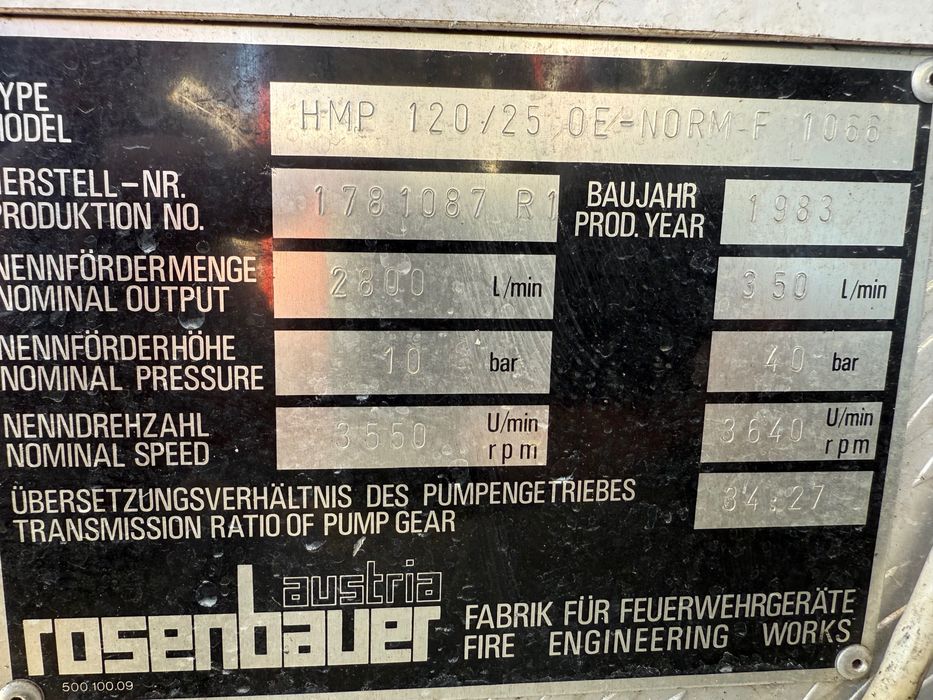 YPE HMP 120/25 OE-NORM F 1066
MODEL
HERSTELL-NR. 1781087 R1 BAUJAHR 1983
PRODUKTION NO. PROD. YEAR
NENNFÖRDERMENGE 2800 L/min 350 L/min
NOMINAL OUTPUT
NENNFÖRDERHÖHE 10 bar 40 bar
NOMINAL PRESSURE
NENNDREHZAHL 3550 U/min 3640 U/min
NOMINAL SPEED rpm rpm
ÜBERSETZUNGSVERHÄLTNIS DES PUMPENGETRIEBES 34:27
TRANSMISSION RATIO OF PUMP GEAR
austria
rosenbauer
FABRIK FÜR FEUERWEHRGERÄTE
FIRE ENGINEERING WORKS
500.100.09